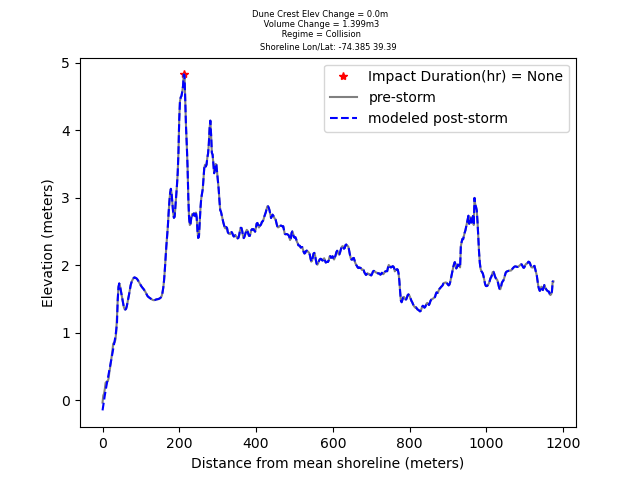 Dune Crest Elev Change = 0.0m
Volume Change = 1.399m3
Regime = Collision
Shoreline Lon/Lat: -74.385 39.39
Impact Duration(hr) = None
pre-storm
modeled post-storm
Elevation (meters)
5
4
3
2
1
0
0 200 400 600 800 1000 1200
Distance from mean shoreline (meters)